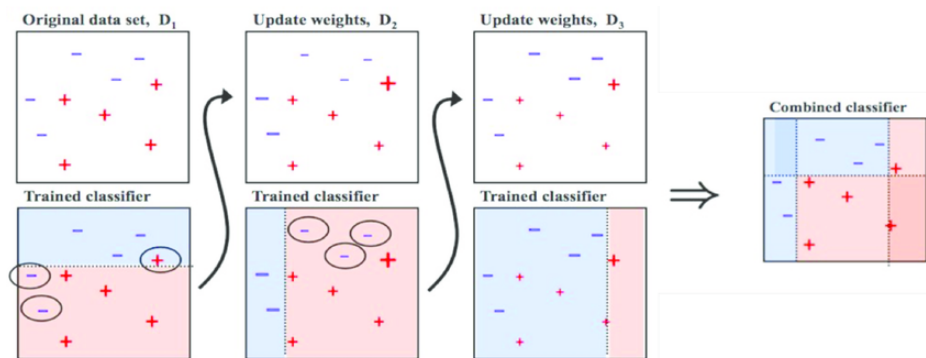 Original data set, D1
Update weights, D2
Update weights, D3
Combined classifier
Trained classifier
Trained classifier
Trained classifier